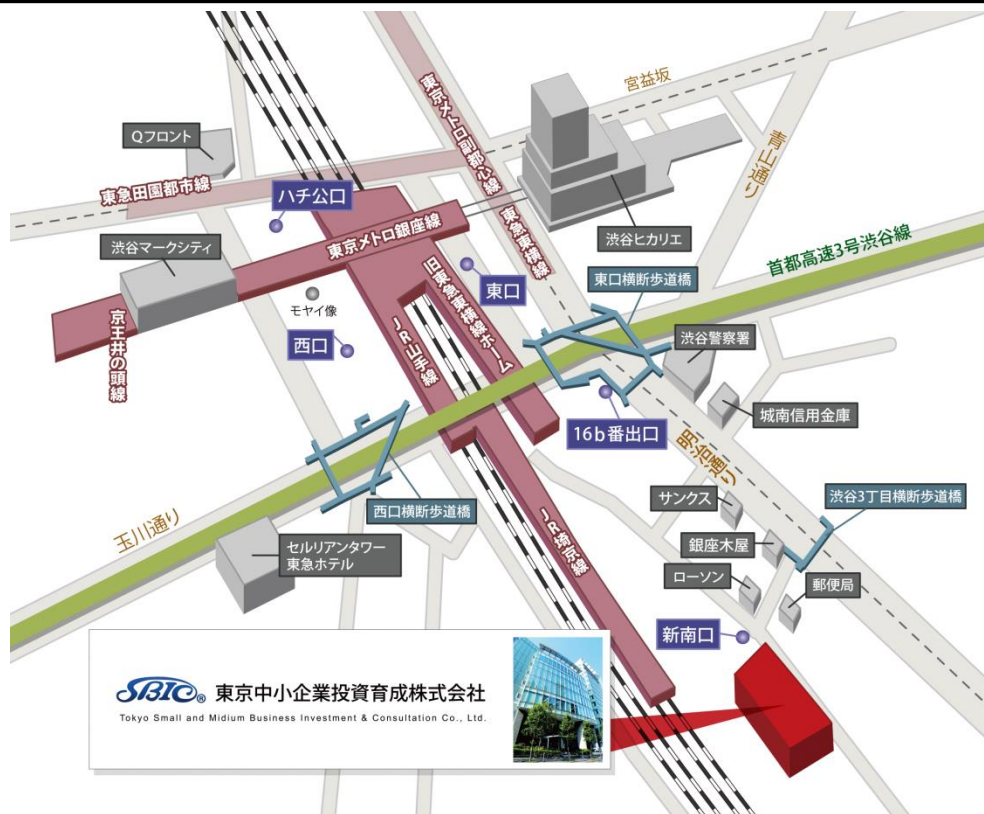 宮益坂
東京メトロ副都心線
青山通り
Qフロント
東急田園都市線
ハチ公口
東京メトロ銀座線
東急東横線
渋谷ヒカリエ
首都高速3号渋谷線
渋谷マークシティ
東口
東口横断歩道橋
旧東急東横線ホーム
モヤイ像
西口
JR山手線
京王井の頭線
渋谷警察署
城南信用金庫
16b番出口
明治通り
サンクス
渋谷3丁目横断歩道橋
西口横断歩道橋
玉川通り
JR埼京線
銀座木屋
セルリアンタワー
東急ホテル
ローソン
郵便局
新南口
SBIC® 東京中小企業投資育成株式会社
Tokyo Small and Midium Business Investment & Consultation Co., Ltd.